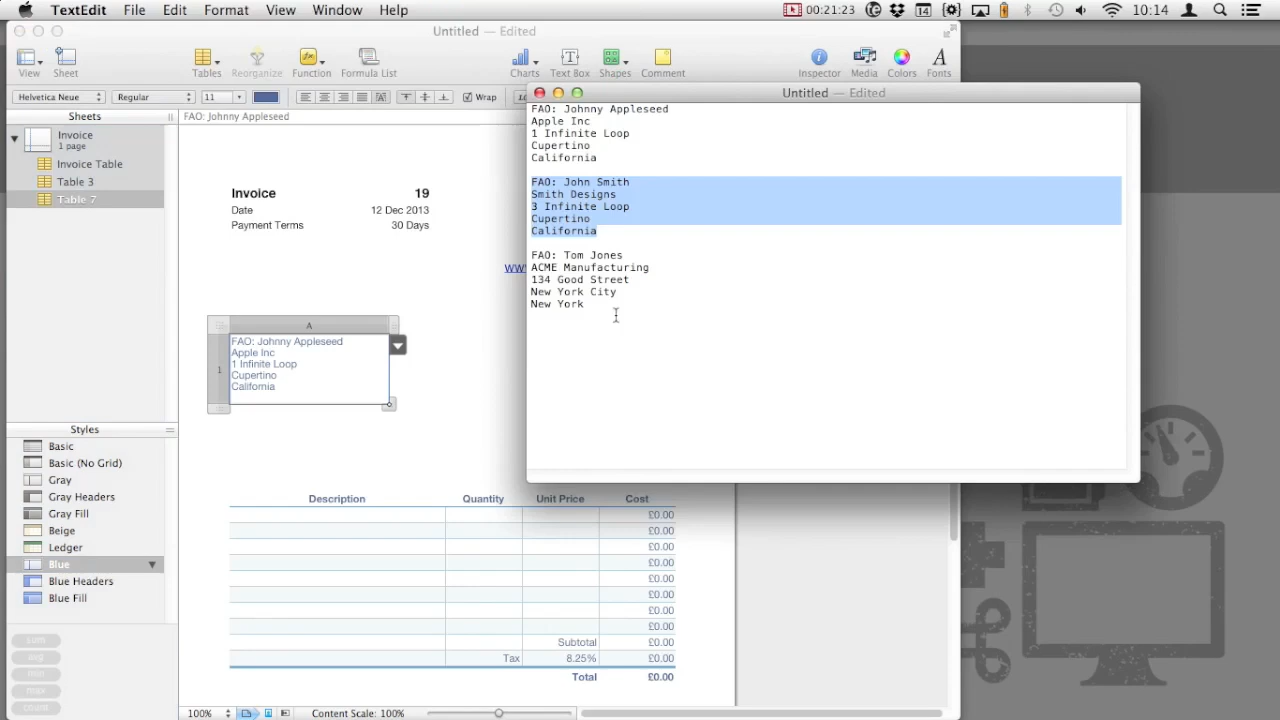 TextEdit File Edit Format View Window Help
00:21:23
14
10:14
Untitled — Edited
View Sheet Tables Reorganize Function Formula List Charts Text Box Shapes Comment Inspector Media Colors Fonts
Helvetica Neue Regular 11 Wrap
Sheets
FAO: Johnny Appleseed
Invoice
1 page
Invoice Table
Table 3
Table 7
Invoice 19
Date 12 Dec 2013
Payment Terms 30 Days
WWW
A
1
FAO: Johnny Appleseed
Apple Inc
1 Infinite Loop
Cupertino
California
Untitled — Edited
FAO: Johnny Appleseed
Apple Inc
1 Infinite Loop
Cupertino
California
FAO: John Smith
Smith Designs
3 Infinite Loop
Cupertino
California
FAO: Tom Jones
ACME Manufacturing
134 Good Street
New York City
New York
Styles
Basic
Basic (No Grid)
Gray
Gray Headers
Gray Fill
Beige
Ledger
Blue
Blue Headers
Blue Fill
sum
avg
min
max
count
Description Quantity Unit Price Cost
£0.00
£0.00
£0.00
£0.00
£0.00
£0.00
£0.00
£0.00
Subtotal £0.00
Tax 8.25% £0.00
Total £0.00
100% Content Scale: 100%